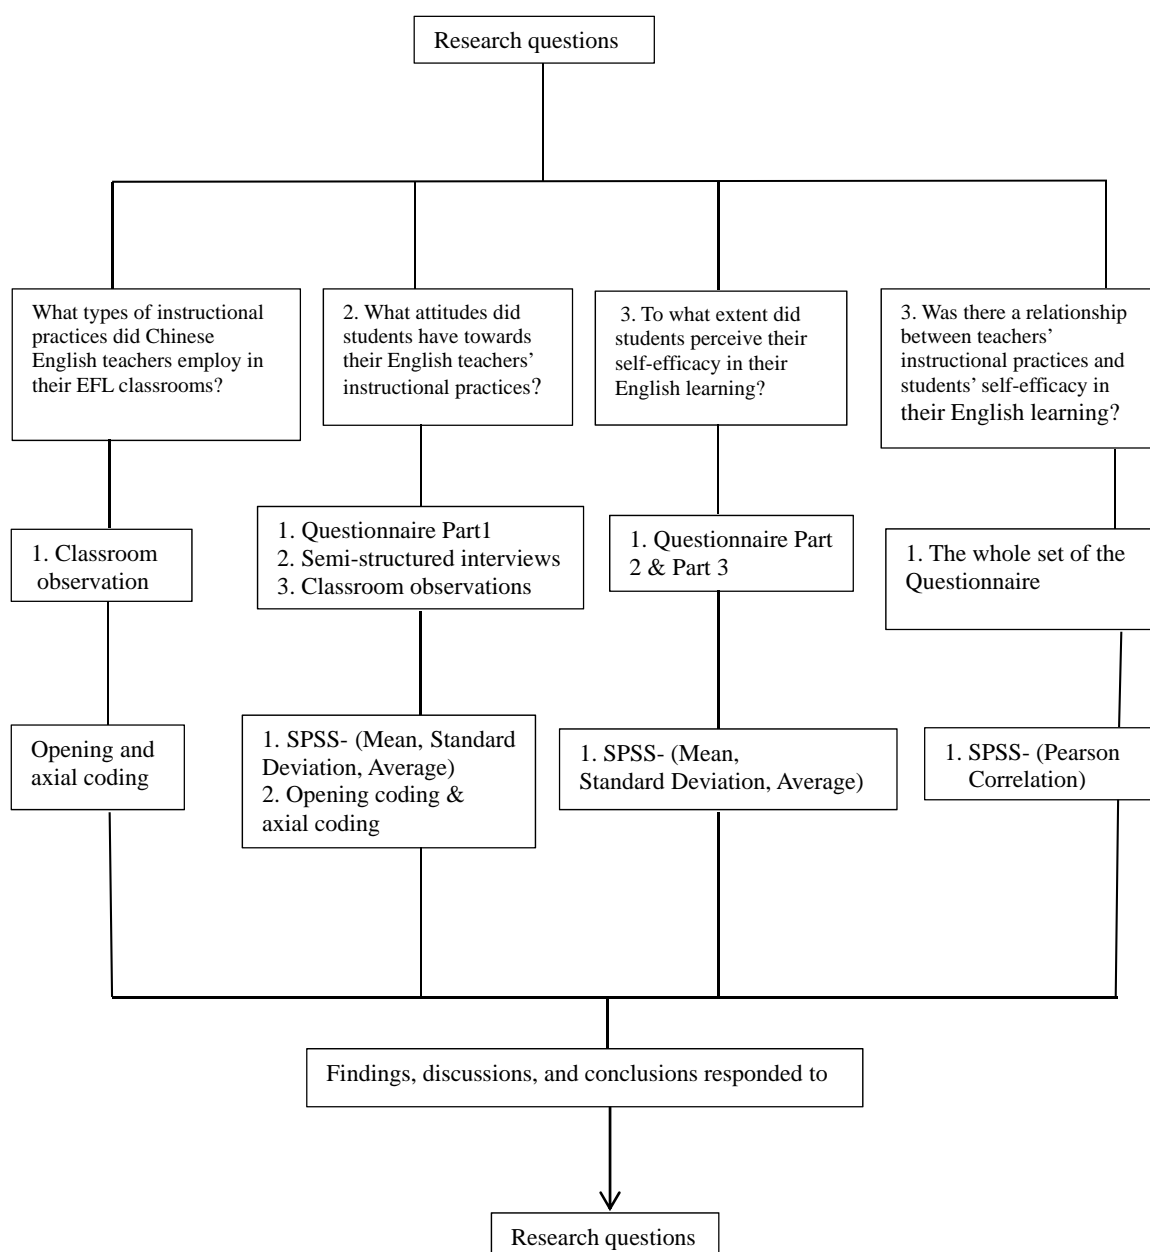 Research questions
What types of instructional
practices did Chinese
English teachers employ in
their EFL classrooms?
2. What attitudes did
students have towards
their English teachers’
instructional practices?
3. To what extent did
students perceive their
self-efficacy in their
English learning?
3. Was there a relationship
between teachers’
instructional practices and
students’ self-efficacy in
their English learning?
1. Classroom
observation
1. Questionnaire Part1
2. Semi-structured interviews
3. Classroom observations
1. Questionnaire Part
2 & Part 3
1. The whole set of the
Questionnaire
Opening and
axial coding
1. SPSS- (Mean, Standard
Deviation, Average)
2. Opening coding &
axial coding
1. SPSS- (Mean,
Standard Deviation, Average)
1. SPSS- (Pearson
Correlation)
Findings, discussions, and conclusions responded to
Research questions